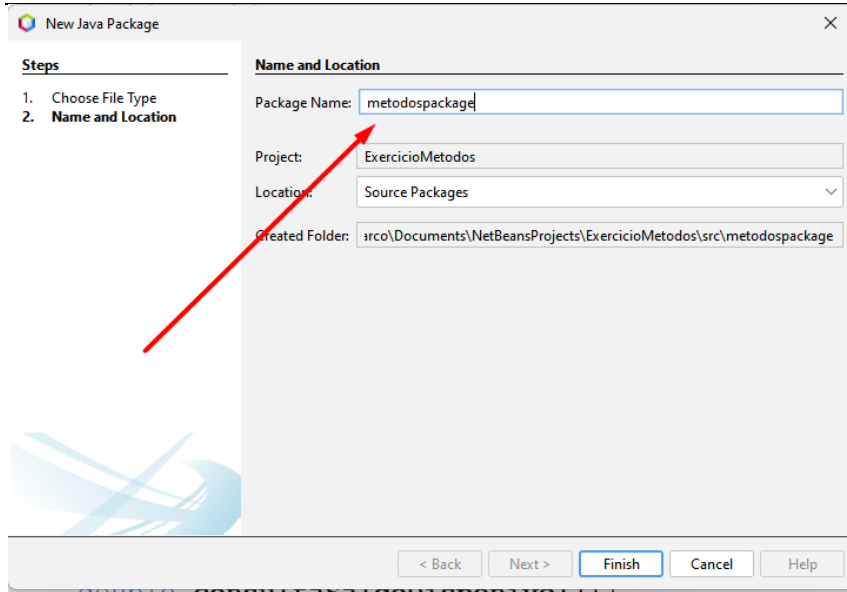 New Java Package
Steps
1. Choose File Type
2. Name and Location
Name and Location
Package Name: metodospackage
Project: ExercicioMetodos
Location: Source Packages
Created Folder: arco\Documents\NetBeansProjects\ExercicioMetodos\src\metodospackage
< Back Next > Finish Cancel Help